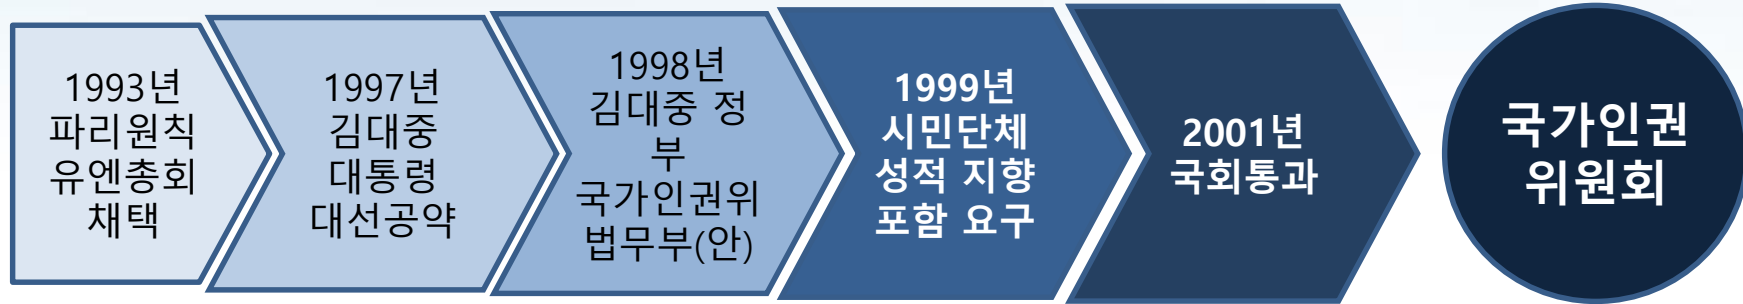 1993년
파리원칙
유엔총회
채택
1997년
김대중
대통령
대선공약
1998년
김대중 정
부
국가인권위
법무부(안)
1999년
시민단체
성적 지향
포함 요구
2001년
국회통과
국가인권
위원회